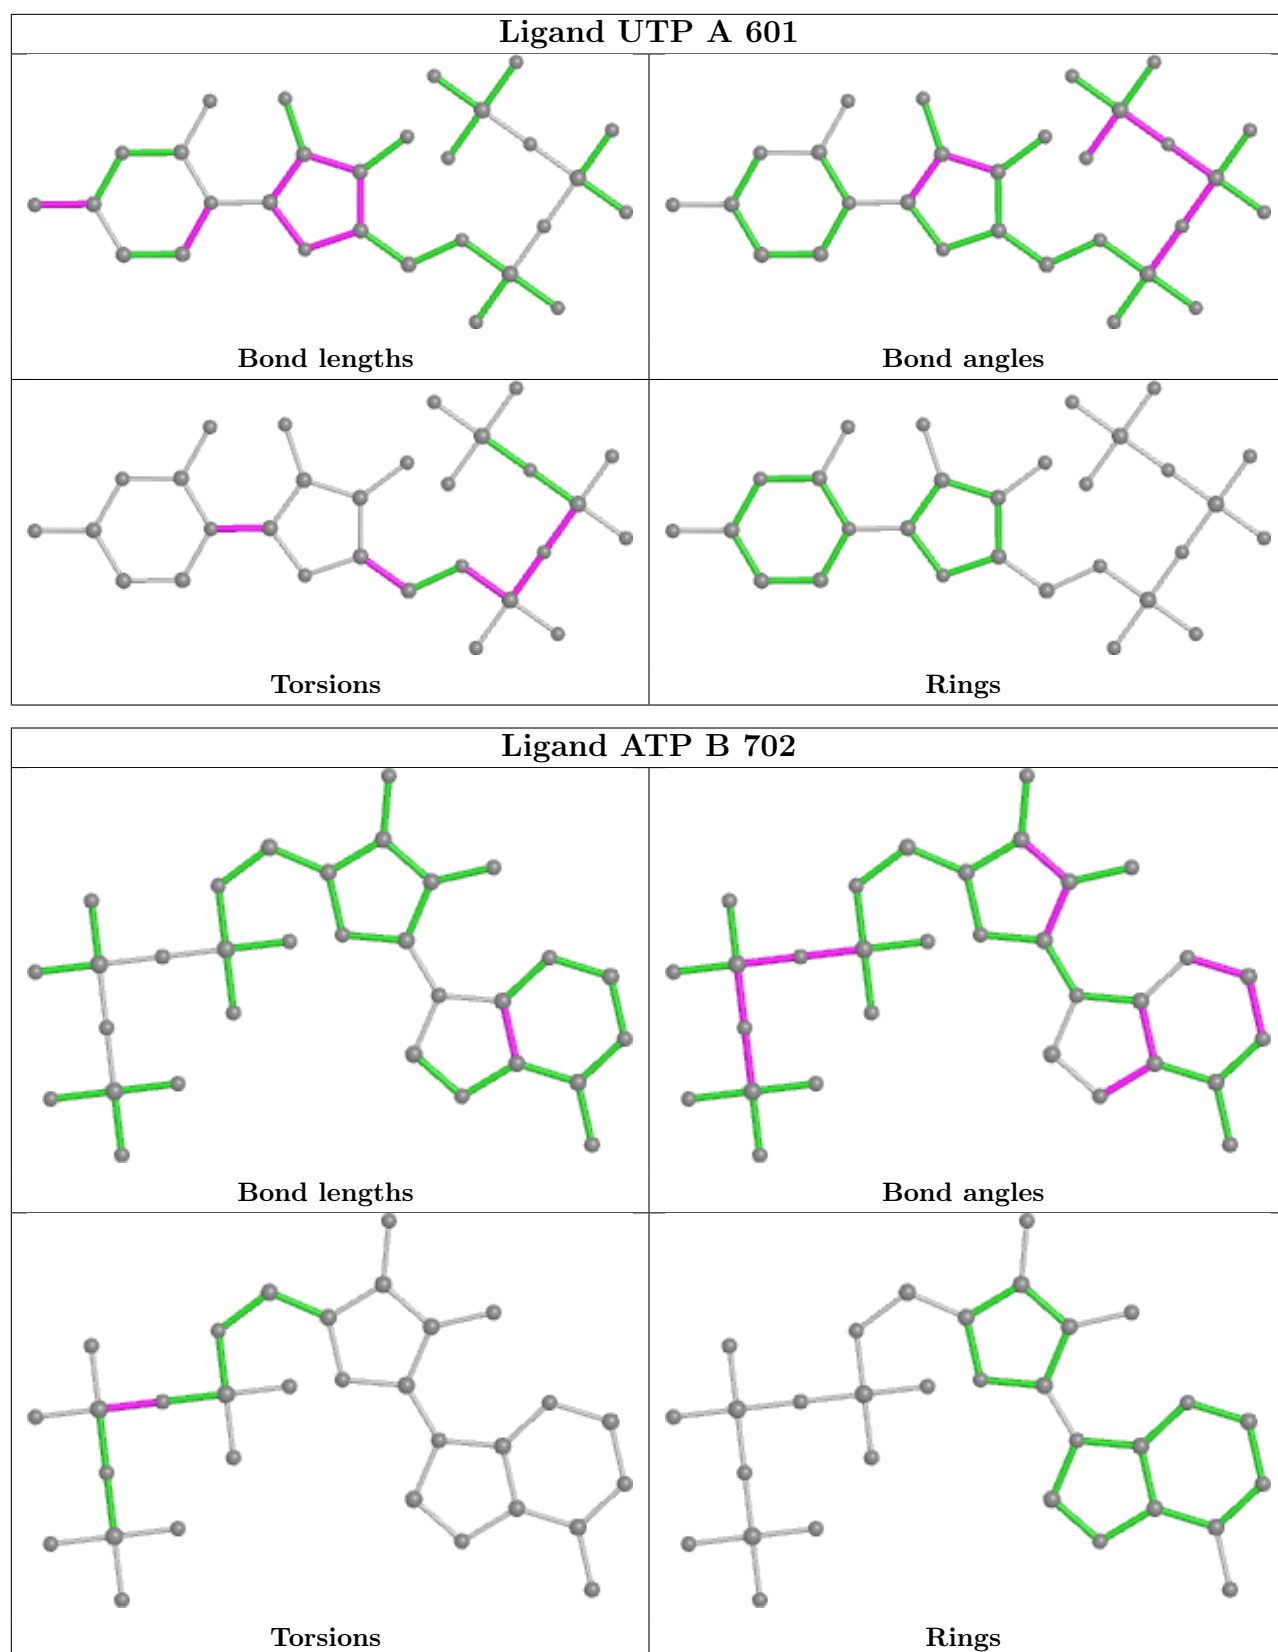 Ligand UTP A 601
Bond lengths
Bond angles
Torsions
Rings
Ligand ATP B 702
Bond lengths
Bond angles
Torsions
Rings